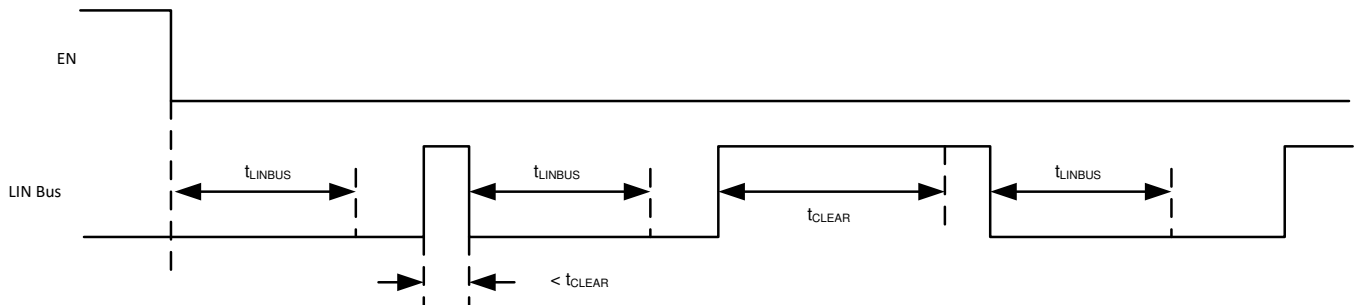 EN
LIN Bus
tLINBUS
tLINBUS
tCLEAR
tLINBUS
< tCLEAR